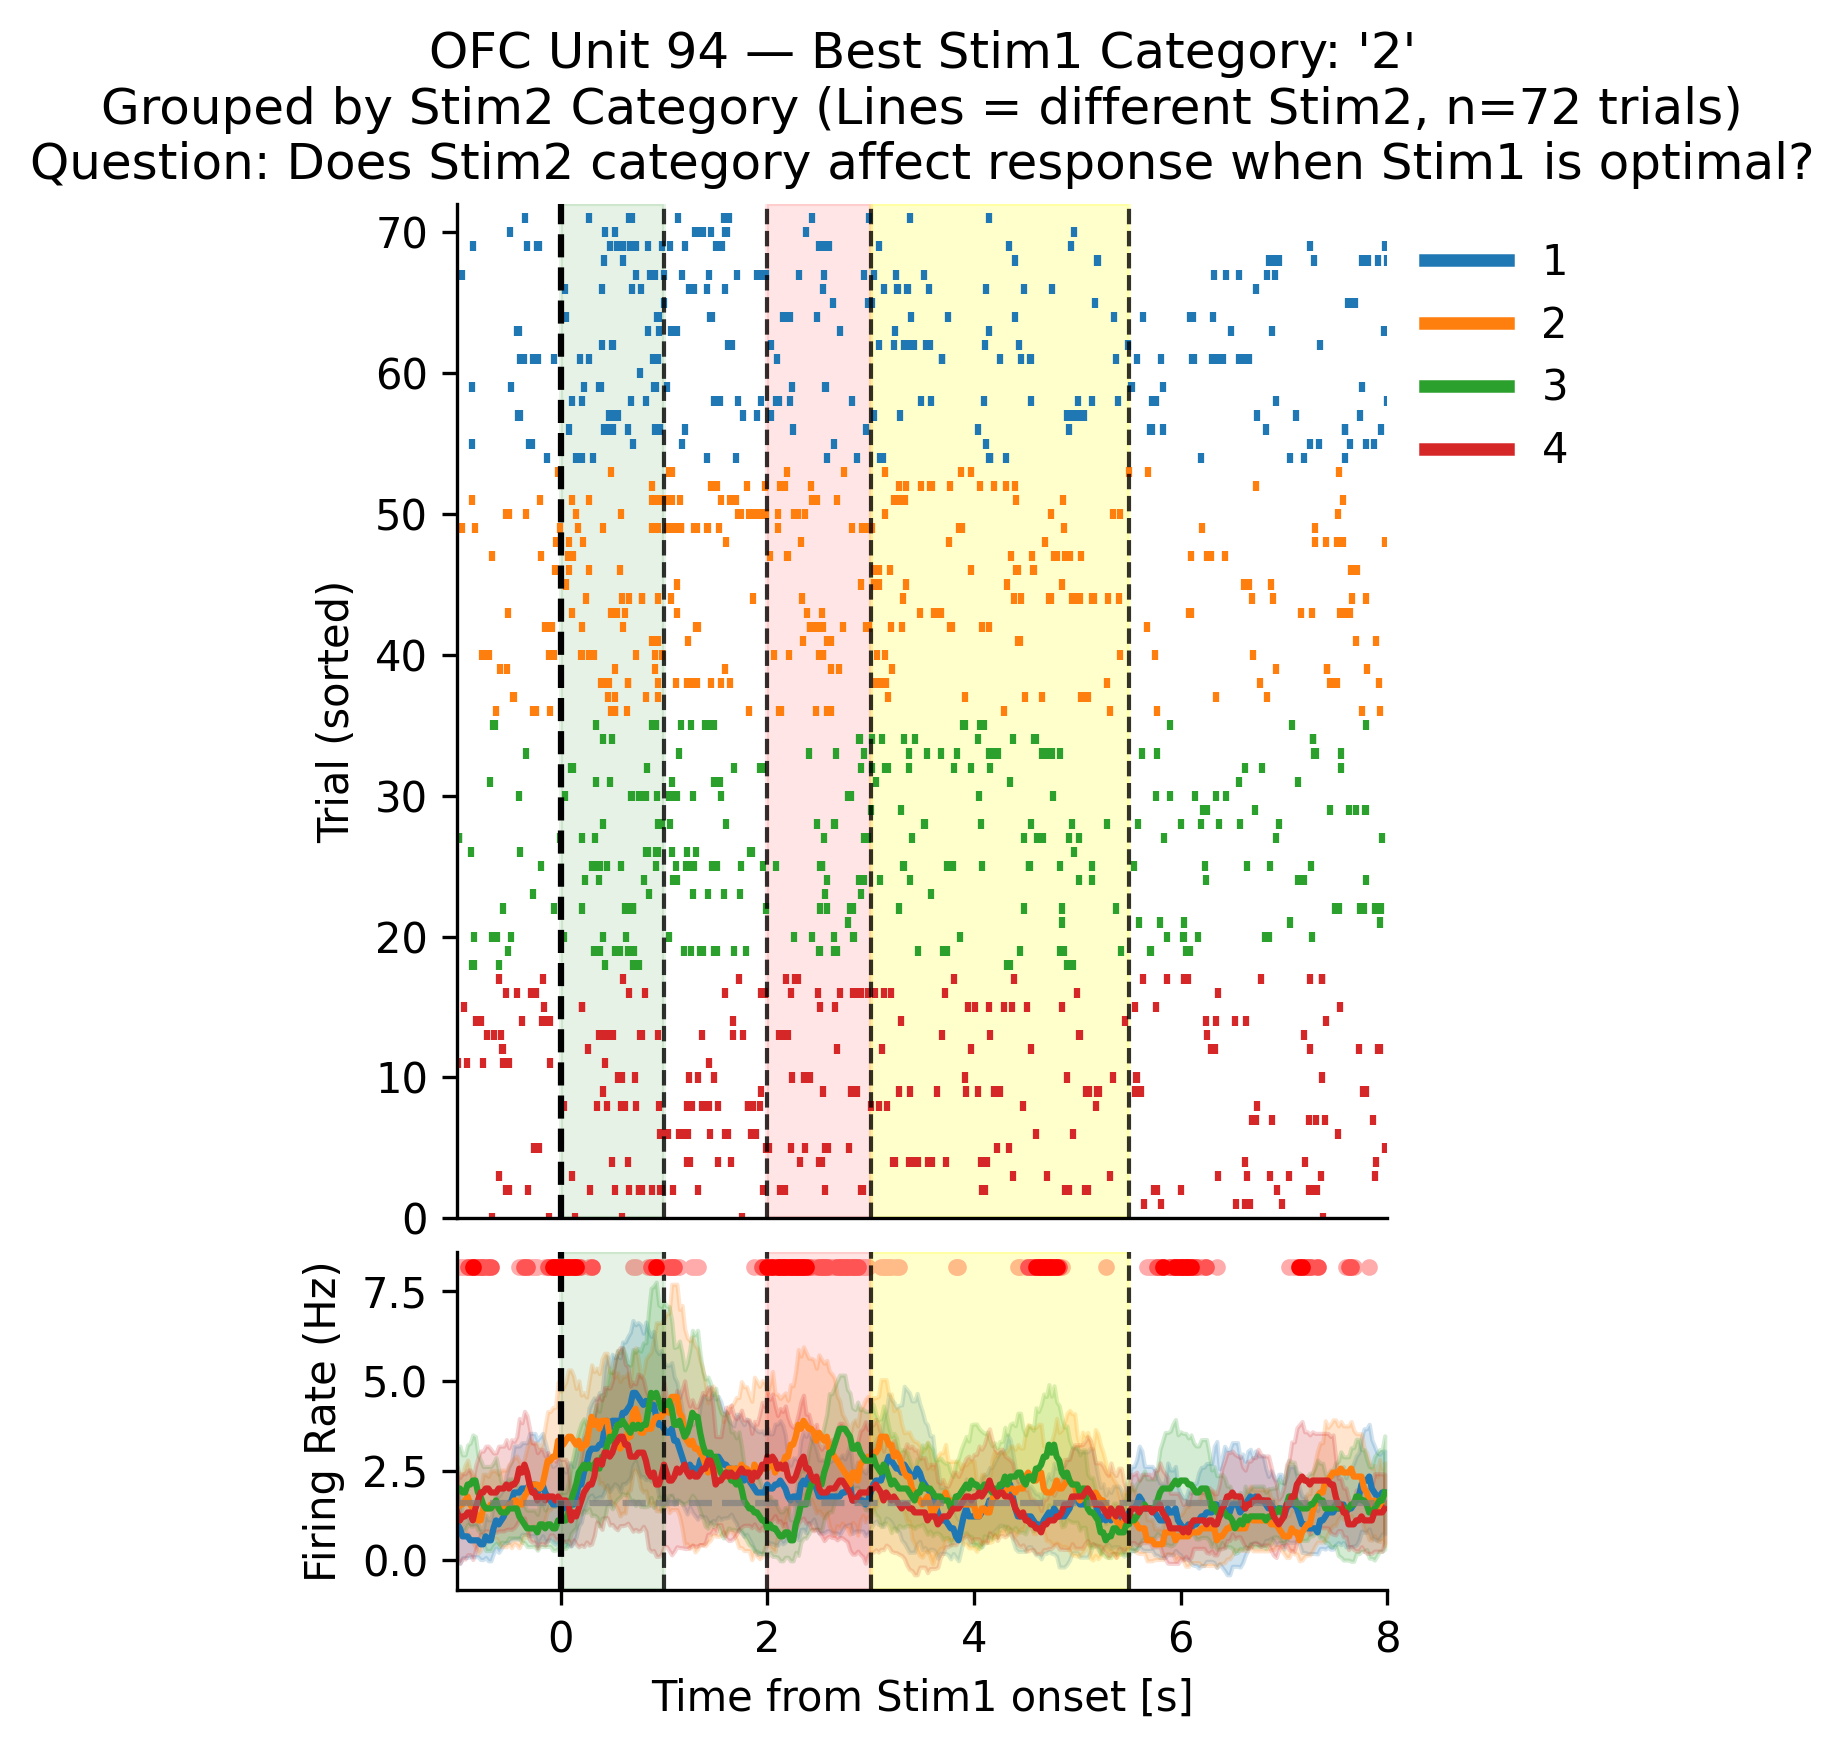 OFC Unit 94 — Best Stim1 Category: '2'
Grouped by Stim2 Category (Lines = different Stim2, n=72 trials)
Question: Does Stim2 category affect response when Stim1 is optimal?
70
60
50
40
30
20
10
0
Trial (sorted)
1
2
3
4
7.5
5.0
2.5
0.0
Firing Rate (Hz)
0 2 4 6 8
Time from Stim1 onset [s]